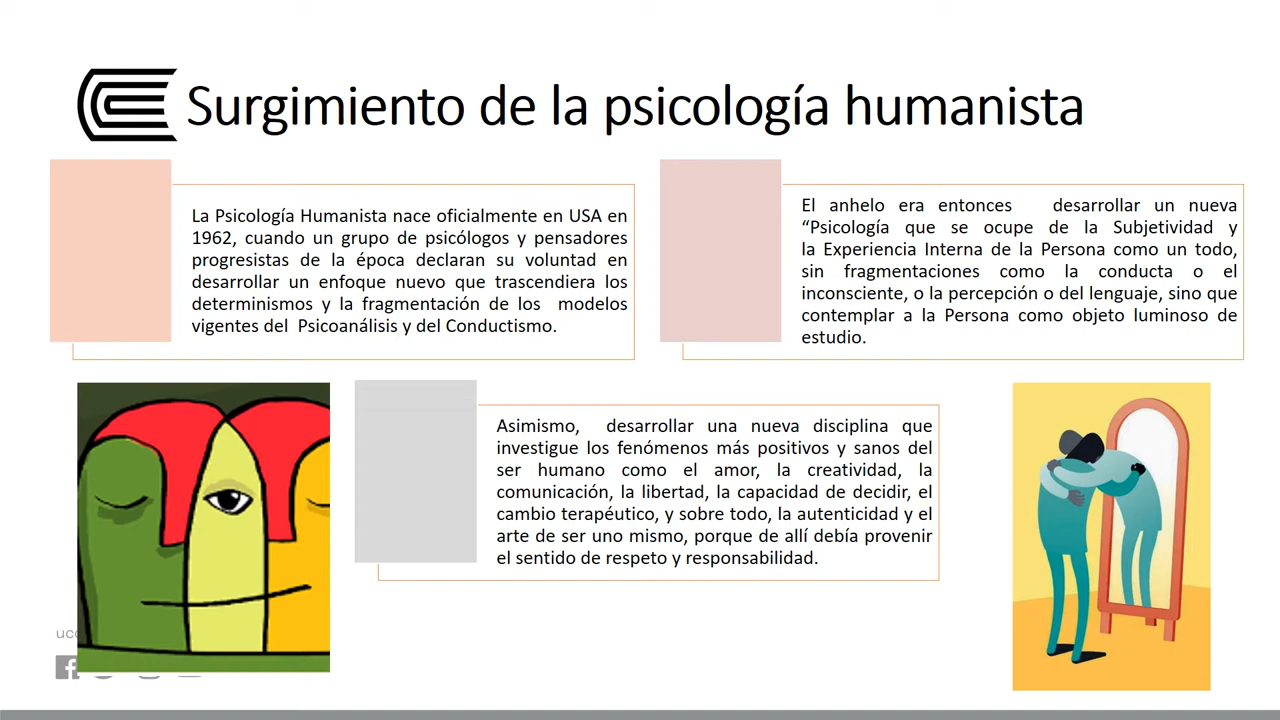 Surgimiento de la psicología humanista
La Psicología Humanista nace oficialmente en USA en
1962, cuando un grupo de psicólogos y pensadores
progresistas de la época declaran su voluntad en
desarrollar un enfoque nuevo que trascendiera los
determinismos y la fragmentación de los modelos
vigentes del Psicoanálisis y del Conductismo.
El anhelo era entonces desarrollar un nueva
“Psicología que se ocupe de la Subjetividad y
la Experiencia Interna de la Persona como un todo,
sin fragmentaciones como la conducta o el
inconsciente, o la percepción o del lenguaje, sino que
contemplar a la Persona como objeto luminoso de
estudio.
Asimismo, desarrollar una nueva disciplina que
investigue los fenómenos más positivos y sanos del
ser humano como el amor, la creatividad, la
comunicación, la libertad, la capacidad de decidir, el
cambio terapéutico, y sobre todo, la autenticidad y el
arte de ser uno mismo, porque de allí debía provenir
el sentido de respeto y responsabilidad.